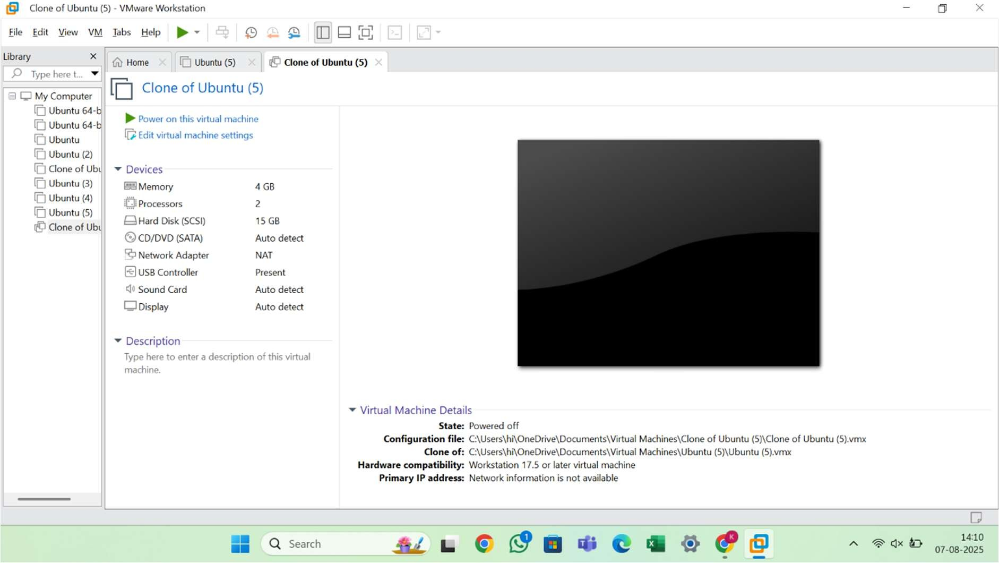 Clone of Ubuntu (5) - VMware Workstation
File Edit View VM Tabs Help
Library
Type here t...
My Computer
Ubuntu 64-b
Ubuntu 64-b
Ubuntu
Ubuntu (2)
Clone of Ubu
Ubuntu (3)
Ubuntu (4)
Ubuntu (5)
Clone of Ubu
Home Ubuntu (5) Clone of Ubuntu (5)
Clone of Ubuntu (5)
Power on this virtual machine
Edit virtual machine settings
Devices
Memory 4 GB
Processors 2
Hard Disk (SCSI) 15 GB
CD/DVD (SATA) Auto detect
Network Adapter NAT
USB Controller Present
Sound Card Auto detect
Display Auto detect
Description
Type here to enter a description of this virtual
machine.
Virtual Machine Details
State: Powered off
Configuration file: C:\Users\hi\OneDrive\Documents\Virtual Machines\Clone of Ubuntu (5)\Clone of Ubuntu (5).vmx
Clone of: C:\Users\hi\OneDrive\Documents\Virtual Machines\Ubuntu (5)\Ubuntu (5).vmx
Hardware compatibility: Workstation 17.5 or later virtual machine
Primary IP address: Network information is not available
Search
1
K
14:10
07-08-2025